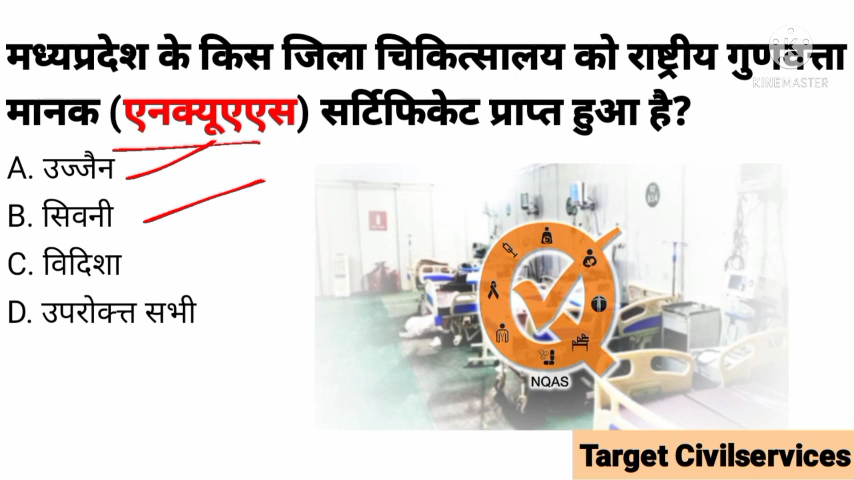 मध्यप्रदेश के किस जिला चिकित्सालय को राष्ट्रीय गुणवत्ता
KINEMASTER
मानक (एनक्यूएएस) सर्टिफिकेट प्राप्त हुआ है?
A. उज्जैन
B. सिवनी
C. विदिशा
D. उपरोक्त सभी
NQAS
Target Civilservices